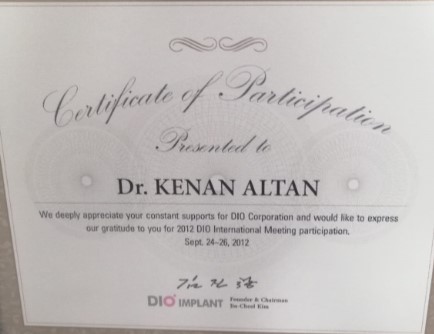 Certificate of Participation
Presented to
Dr. KENAN ALTAN
We deeply appreciate your constant supports for DIO Corporation and would like to express
our gratitude to you for 2012 DIO International Meeting participation.
Sept. 24-26, 2012
DIO IMPLANT
Founder & Chairman
Jin-Cheol Kim